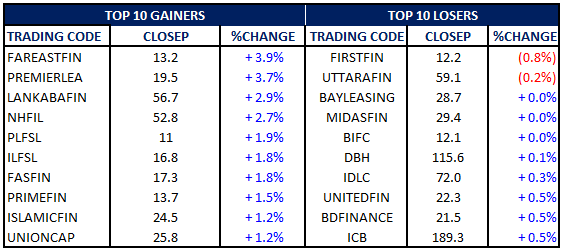 TOP 10 GAINERS TOP 10 LOSERS
TRADING CODE CLOSEP %CHANGE TRADING CODE CLOSEP %CHANGE
FAREASTFIN 13.2 + 3.9% FIRSTFIN 12.2 (0.8%)
PREMIERLEA 19.5 + 3.7% UTTARAFIN 59.1 (0.2%)
LANKABAFIN 56.7 + 2.9% BAYLEASING 28.7 + 0.0%
NHFIL 52.8 + 2.7% MIDASFIN 29.4 + 0.0%
PLFSL 11 + 1.9% BIFC 12.1 + 0.0%
ILFSL 16.8 + 1.8% DBH 115.6 + 0.1%
FASFIN 17.3 + 1.8% IDLC 72.0 + 0.3%
PRIMEFIN 13.7 + 1.5% UNITEDFIN 22.3 + 0.5%
ISLAMICFIN 24.5 + 1.2% BDFINANCE 21.5 + 0.5%
UNIONCAP 25.8 + 1.2% ICB 189.3 + 0.5%